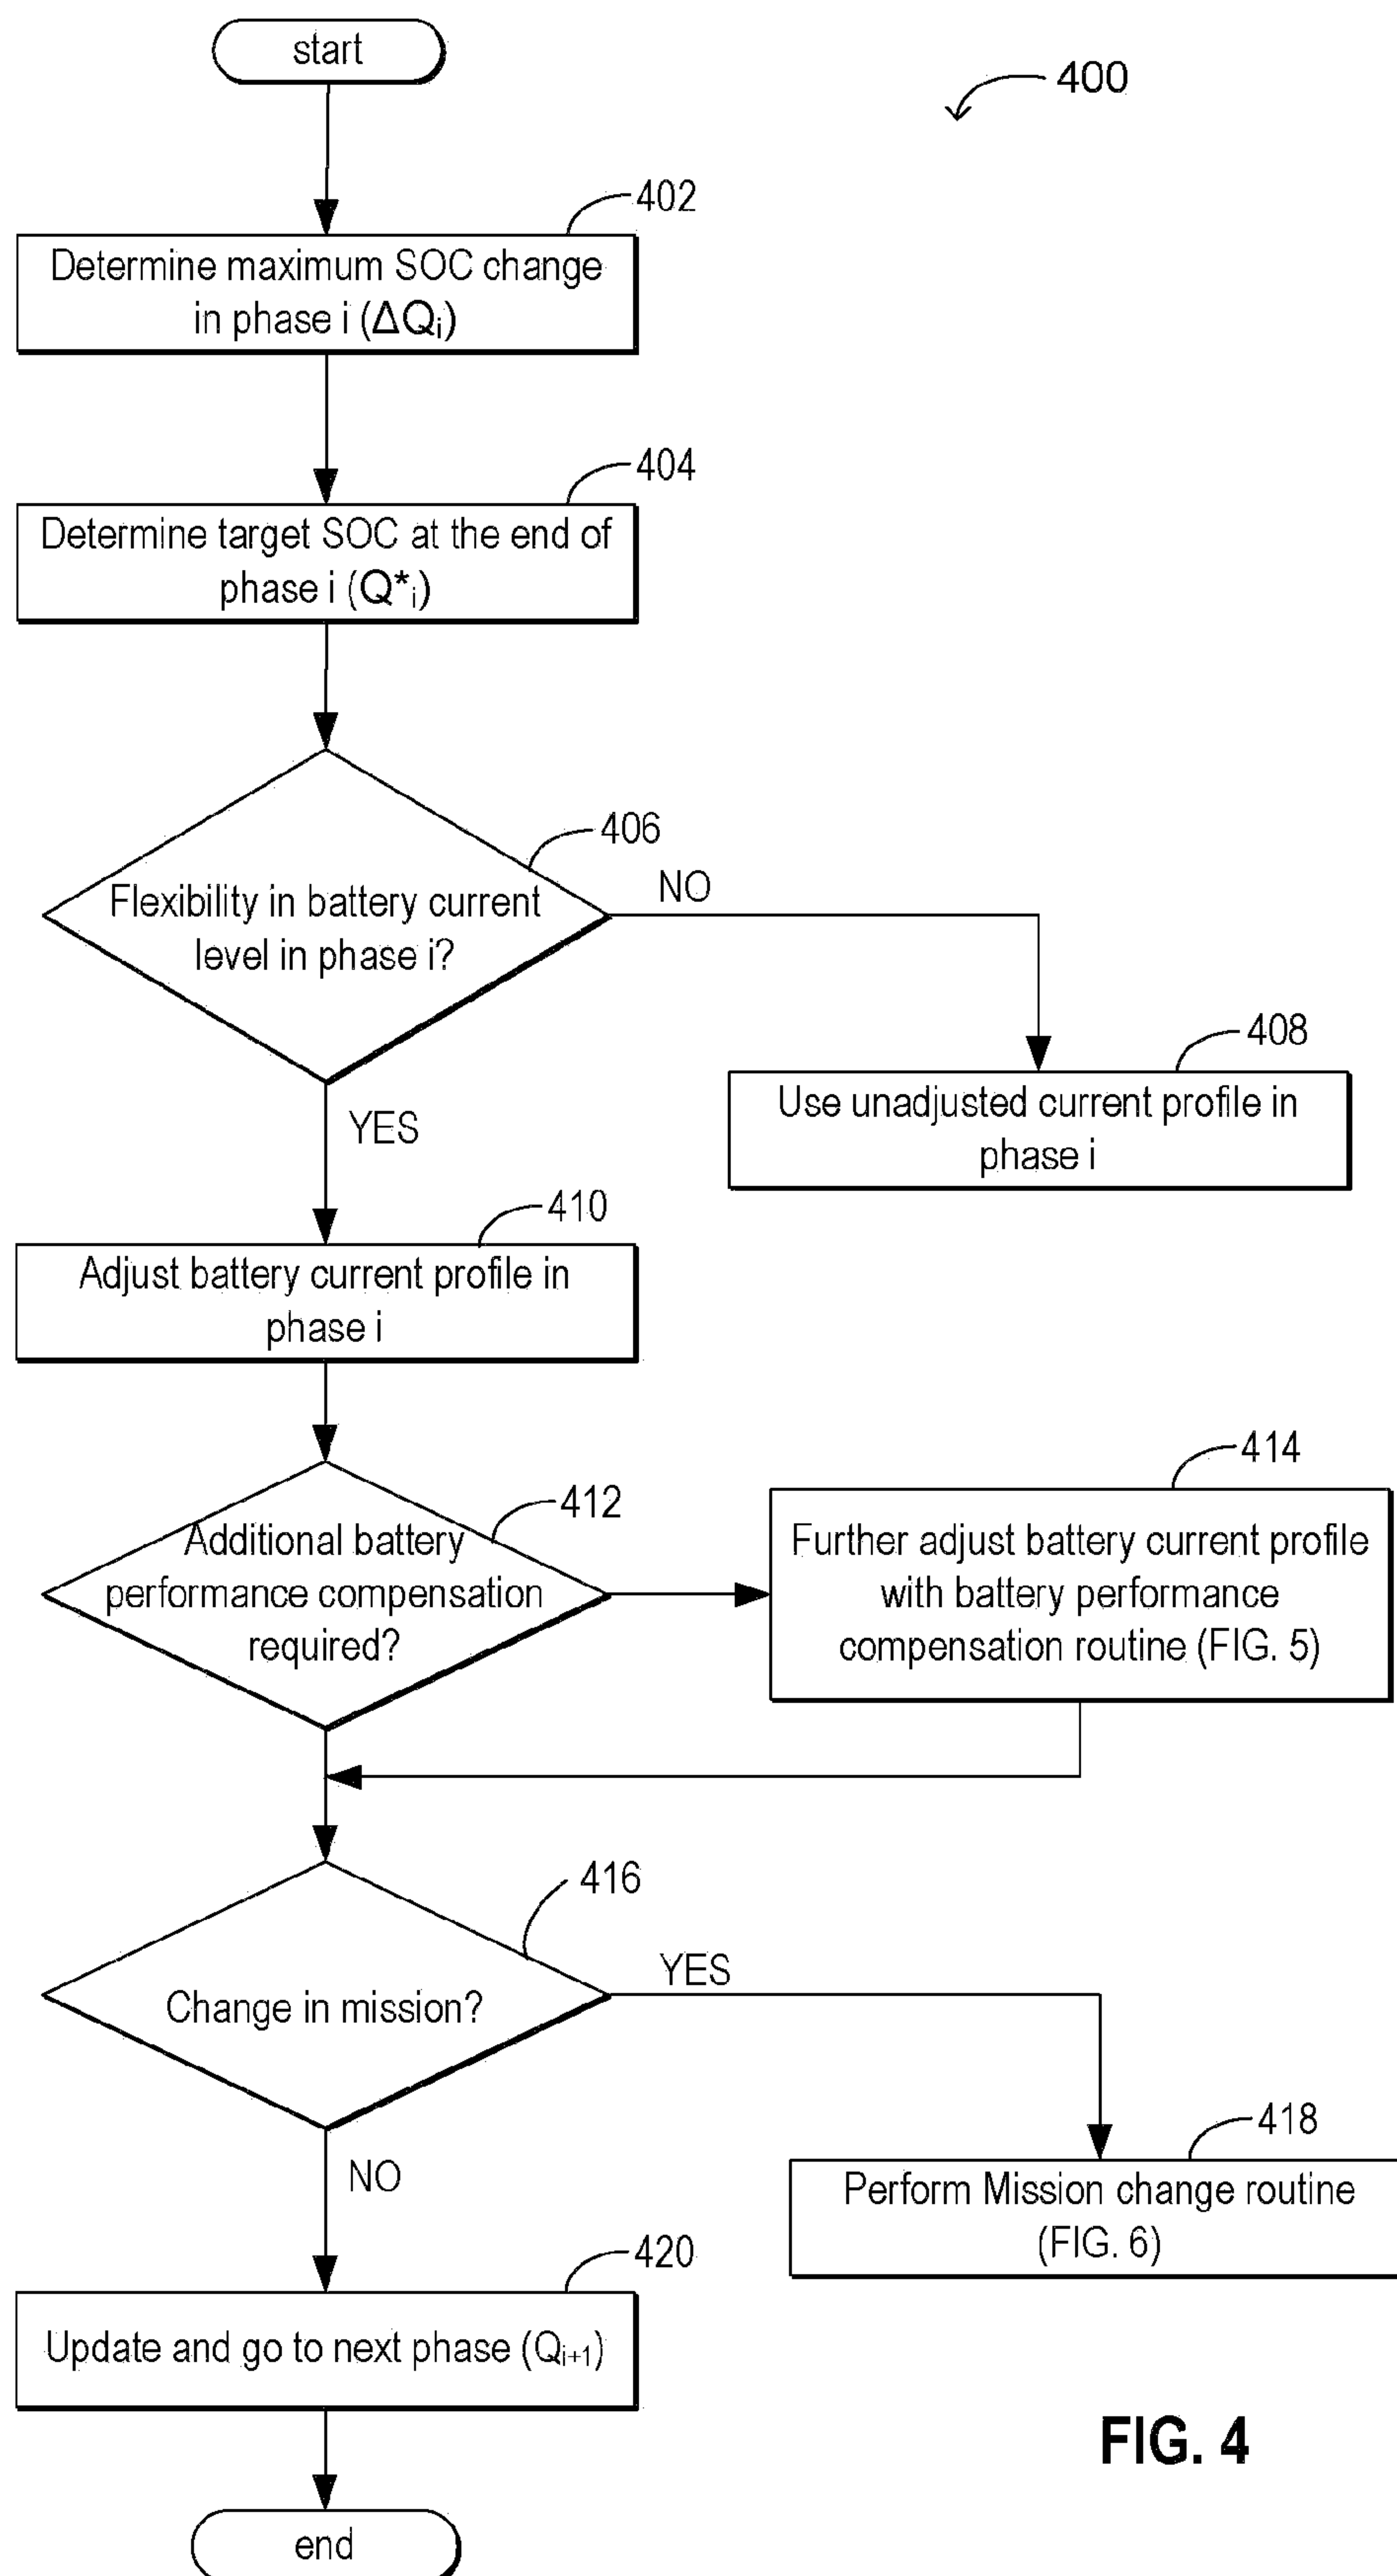 start
400
402
Determine maximum SOC change
in phase i (ΔQᵢ)
404
Determine target SOC at the end of
phase i (Q*ᵢ)
406
Flexibility in battery current
level in phase i?
NO
408
Use unadjusted current profile in
phase i
YES
410
Adjust battery current profile in
phase i
412
Additional battery
performance compensation
required?
414
Further adjust battery current profile
with battery performance
compensation routine (FIG. 5)
416
Change in mission?
YES
418
Perform Mission change routine
(FIG. 6)
NO
420
Update and go to next phase (Qᵢ₊₁)
FIG. 4
end